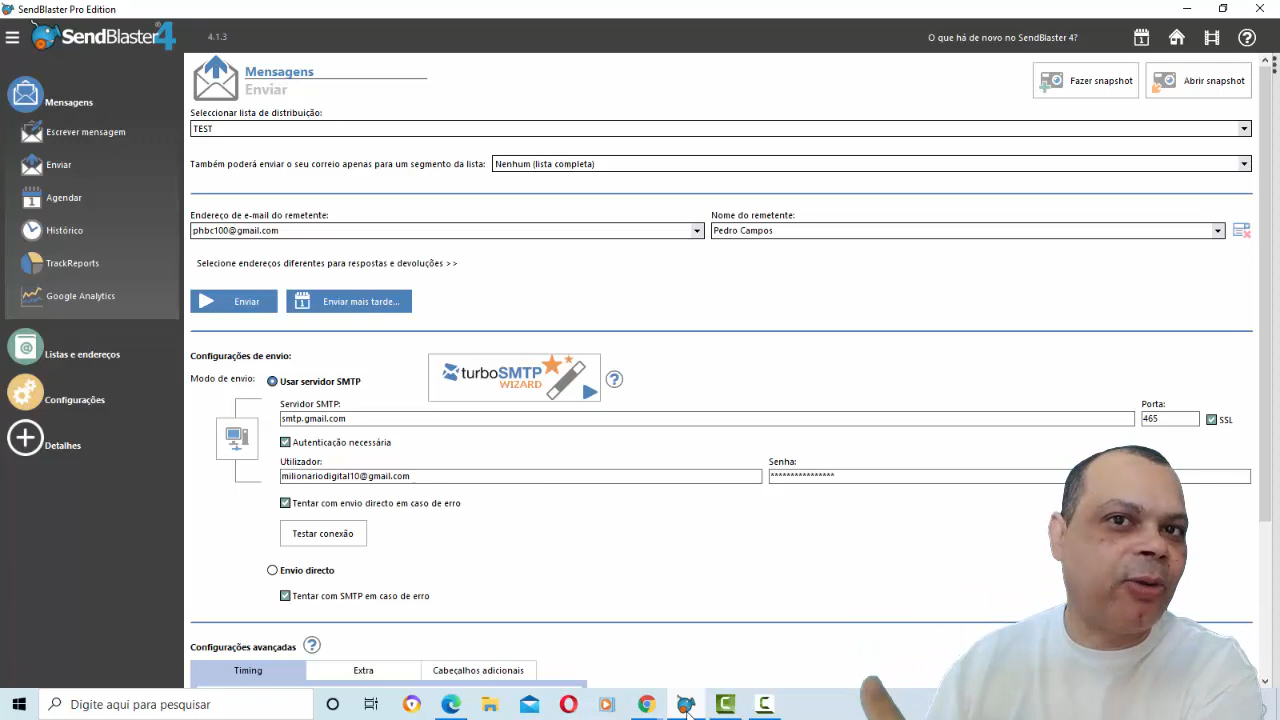 SendBlaster Pro Edition
SendBlaster 4
4.1.3
O que há de novo no SendBlaster 4?
1
Mensagens
Escrever mensagem
Enviar
1
Agendar
Histórico
TrackReports
Google Analytics
Listas e endereços
Configurações
Detalhes
Mensagens
Enviar
Fazer snapshot
Abrir snapshot
Seleccionar lista de distribuição:
TEST
Também poderá enviar o seu correio apenas para um segmento da lista:
Nenhum (lista completa)
Endereço de e-mail do remetente:
Nome do remetente:
phbc100@gmail.com
Pedro Campos
Selecione endereços diferentes para respostas e devoluções >>
Enviar
1
Enviar mais tarde...
Configurações de envio:
Modo de envio:
Usar servidor SMTP
turboSMTP
WIZARD
?
Servidor SMTP:
Porta:
smtp.gmail.com
465
SSL
Autenticação necessária
Utilizador:
Senha:
milionariodigital10@gmail.com
****************
Tentar com envio directo em caso de erro
Testar conexão
Envio directo
Tentar com SMTP em caso de erro
Configurações avançadas
?
Timing
Extra
Cabeçalhos adicionais
Digite aqui para pesquisar